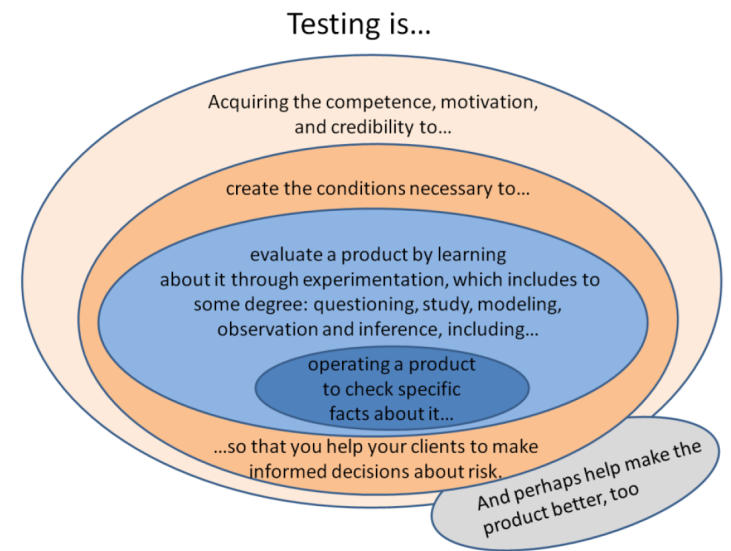 Testing is…
Acquiring the competence, motivation,
and credibility to…
create the conditions necessary to…
evaluate a product by learning
about it through experimentation, which includes to
some degree: questioning, study, modeling,
observation and inference, including…
operating a product
to check specific
facts about it…
…so that you help your clients to make
informed decisions about risk.
And perhaps help make the
product better, too